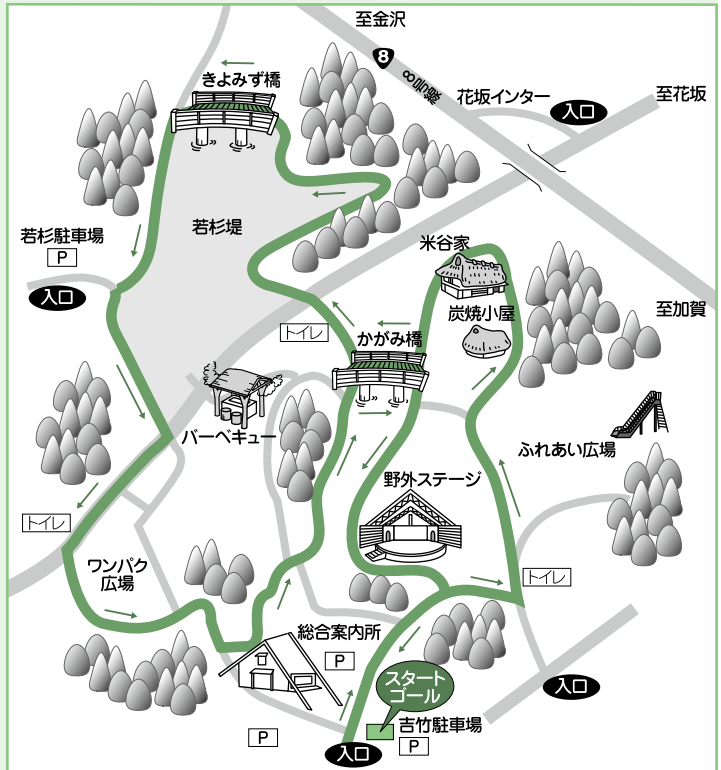 至金沢
8
8号線
きよみず橋
花坂インター
入口
至花坂
若杉堤
若杉駐車場
P
入口
米谷家
炭焼小屋
至加賀
トイレ
かがみ橋
バーベキュー
ふれあい広場
野外ステージ
トイレ
ワンパク
広場
トイレ
総合案内所
P
スタート
ゴール
入口
吉竹駐車場
P
P
入口